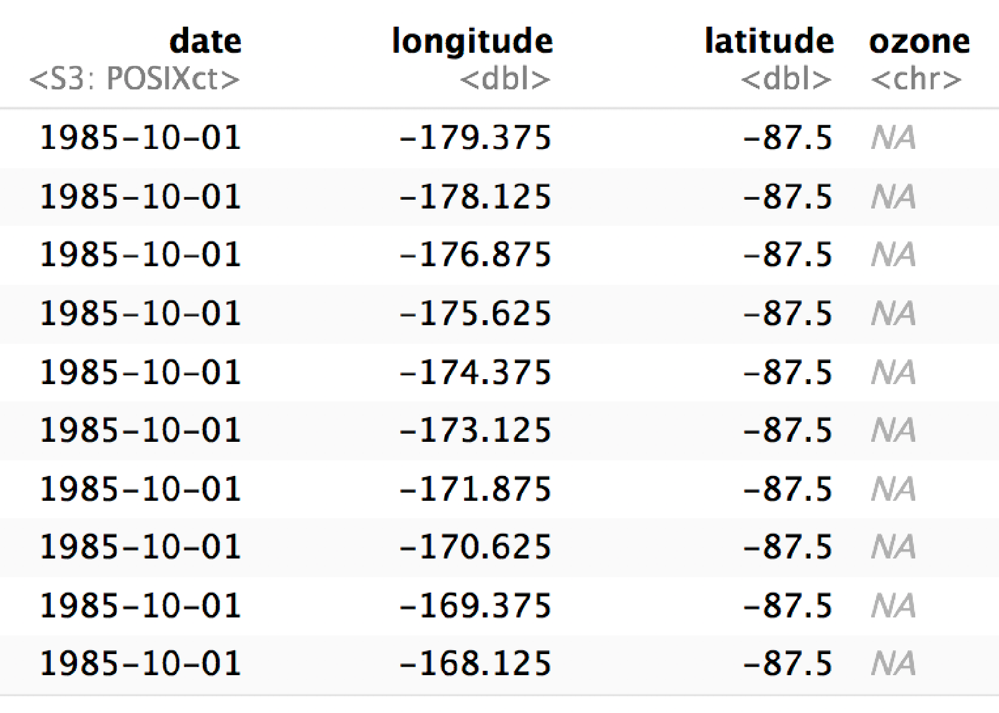 date longitude latitude ozone
<S3: POSIXct> <dbl> <dbl> <chr>
1985-10-01 -179.375 -87.5 NA
1985-10-01 -178.125 -87.5 NA
1985-10-01 -176.875 -87.5 NA
1985-10-01 -175.625 -87.5 NA
1985-10-01 -174.375 -87.5 NA
1985-10-01 -173.125 -87.5 NA
1985-10-01 -171.875 -87.5 NA
1985-10-01 -170.625 -87.5 NA
1985-10-01 -169.375 -87.5 NA
1985-10-01 -168.125 -87.5 NA